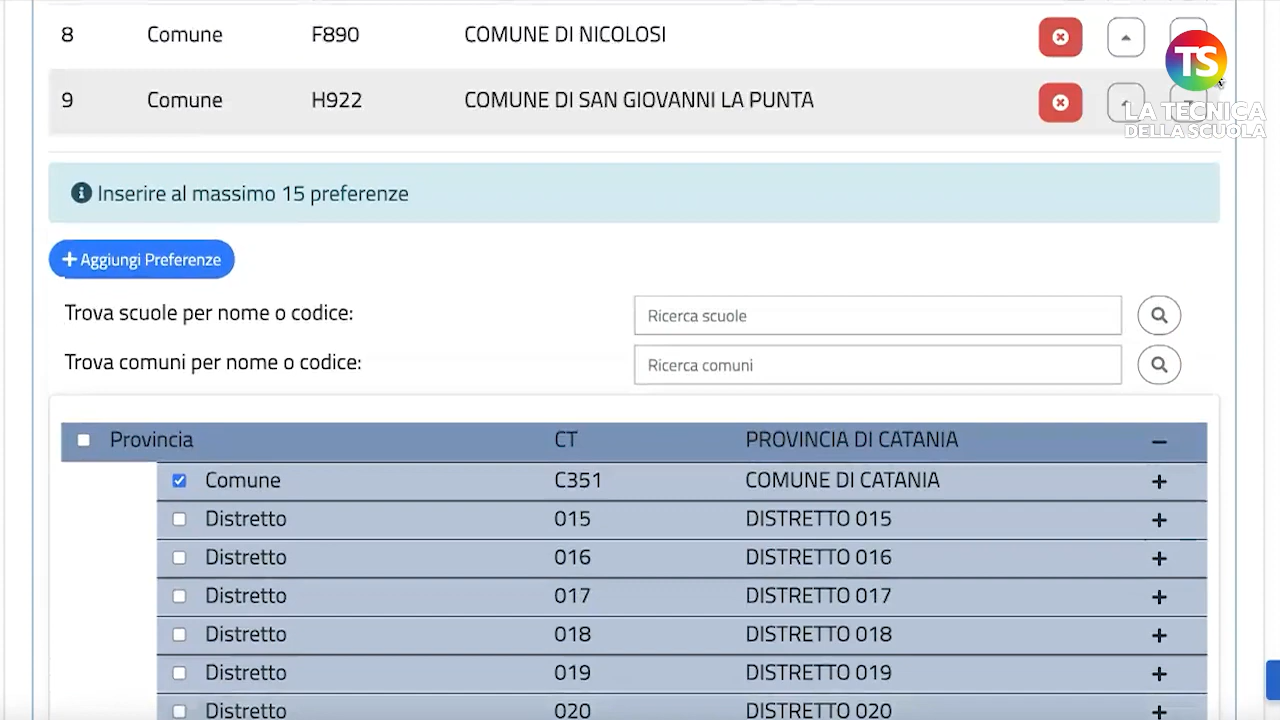 8 Comune F890 COMUNE DI NICOLOSI
TS
9 Comune H922 COMUNE DI SAN GIOVANNI LA PUNTA
LA TECNICA
DELLA SCUOLA
Inserire al massimo 15 preferenze
Aggiungi Preferenze
Trova scuole per nome o codice: Ricerca scuole
Trova comuni per nome o codice: Ricerca comuni
Provincia CT PROVINCIA DI CATANIA
Comune C351 COMUNE DI CATANIA
Distretto 015 DISTRETTO 015
Distretto 016 DISTRETTO 016
Distretto 017 DISTRETTO 017
Distretto 018 DISTRETTO 018
Distretto 019 DISTRETTO 019
Distretto 020 DISTRETTO 020